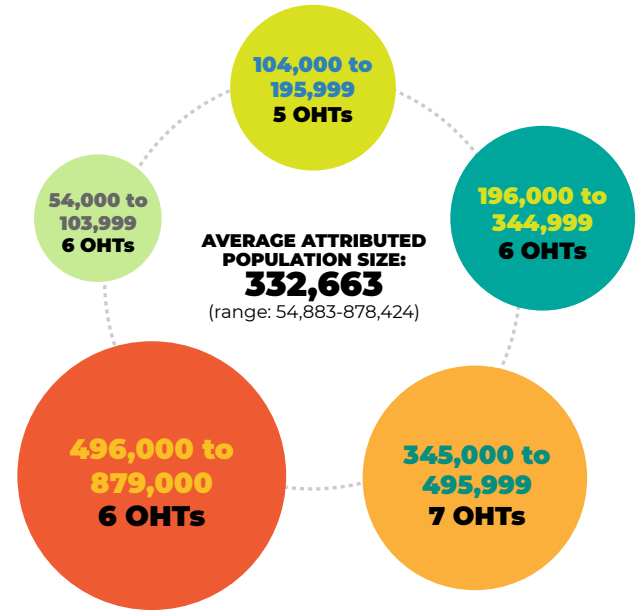 104,000 to
195,999
5 OHTs
54,000 to
103,999
6 OHTs
196,000 to
344,999
6 OHTs
AVERAGE ATTRIBUTED
POPULATION SIZE:
332,663
(range: 54,883-878,424)
496,000 to
879,000
6 OHTs
345,000 to
495,999
7 OHTs